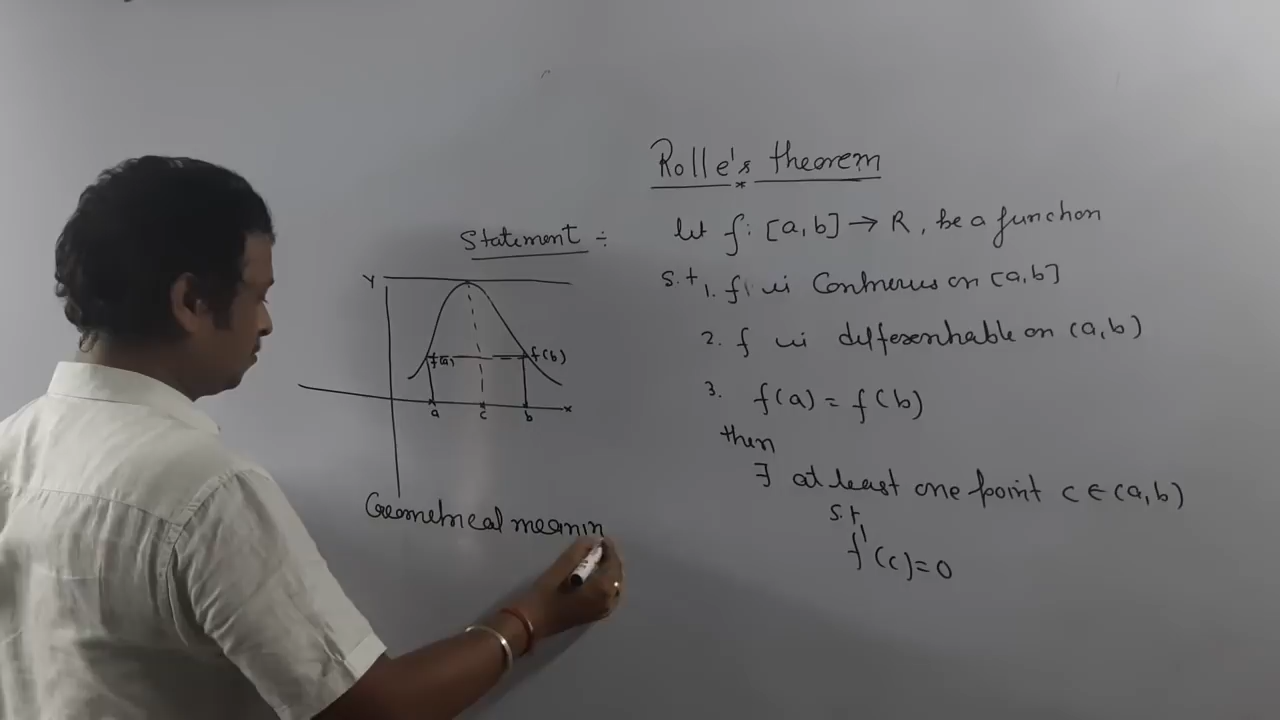 Rolle's theorem
*
Statement ÷
let f: [a,b] → R, be a function
s.t 1. f is Continuous on [a,b]
2. f is differentiable on (a,b)
3. f(a) = f(b)
then
∃ at least one point c ∈ (a,b)
s.t
f'(c) = 0
Y
f(a) f(b)
a c b x
Geometrical meanin